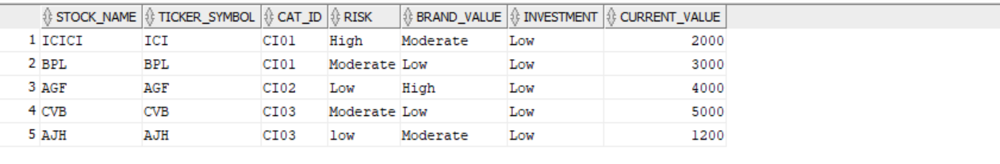 STOCK_NAME TICKER_SYMBOL CAT_ID RISK BRAND_VALUE INVESTMENT CURRENT_VALUE
1 ICICI ICI CI01 High Moderate Low 2000
2 BPL BPL CI01 Moderate Low Low 3000
3 AGF AGF CI02 Low High Low 4000
4 CVB CVB CI03 Moderate Low Low 5000
5 AJH AJH CI03 low Moderate Low 1200